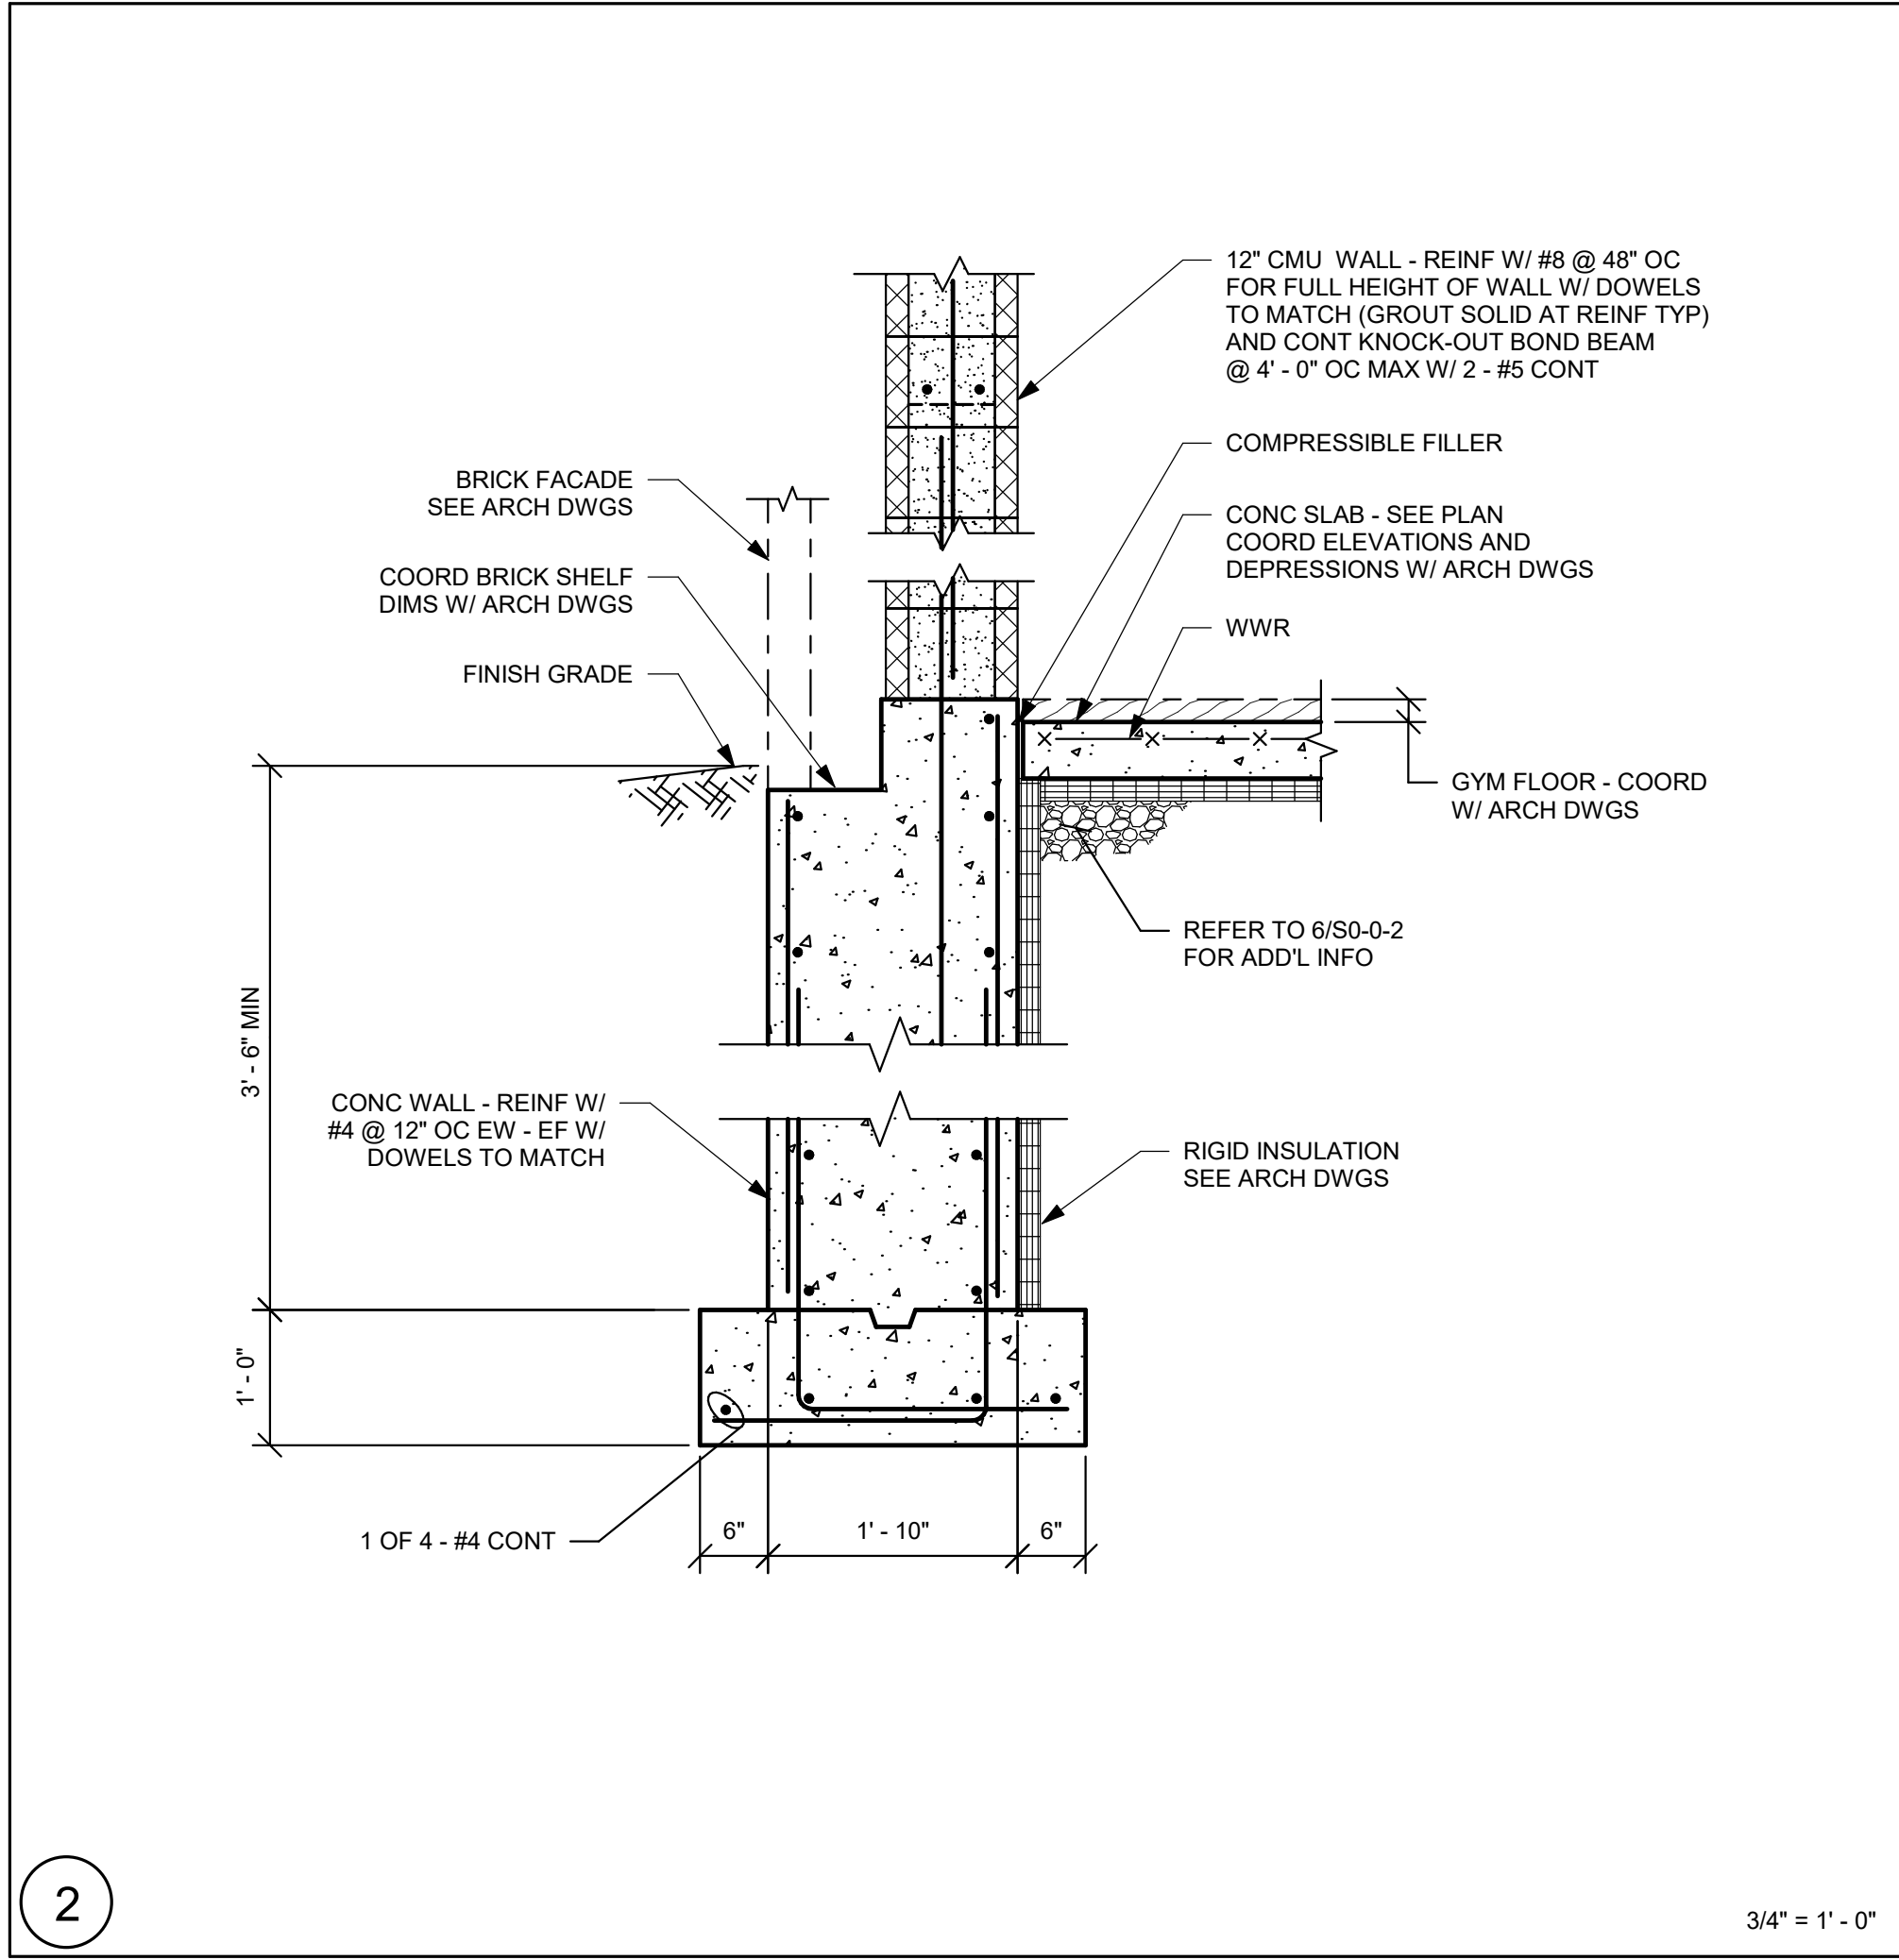 12" CMU  WALL - REINF W/ #8 @ 48" OC
FOR FULL HEIGHT OF WALL W/ DOWELS
TO MATCH (GROUT SOLID AT REINF TYP)
AND CONT KNOCK-OUT BOND BEAM
@ 4' - 0" OC MAX W/ 2 - #5 CONT
COMPRESSIBLE FILLER
BRICK FACADE
SEE ARCH DWGS
CONC SLAB - SEE PLAN
COORD ELEVATIONS AND
DEPRESSIONS W/ ARCH DWGS
COORD BRICK SHELF
DIMS W/ ARCH DWGS
WWR
FINISH GRADE
GYM FLOOR - COORD
W/ ARCH DWGS
REFER TO 6/S0-0-2
FOR ADD'L INFO
3' - 6" MIN
CONC WALL - REINF W/
#4 @ 12" OC EW - EF W/
DOWELS TO MATCH
RIGID INSULATION
SEE ARCH DWGS
1' - 0"
6"
1' - 10"
6"
1 OF 4 - #4 CONT
2
3/4" = 1' - 0"